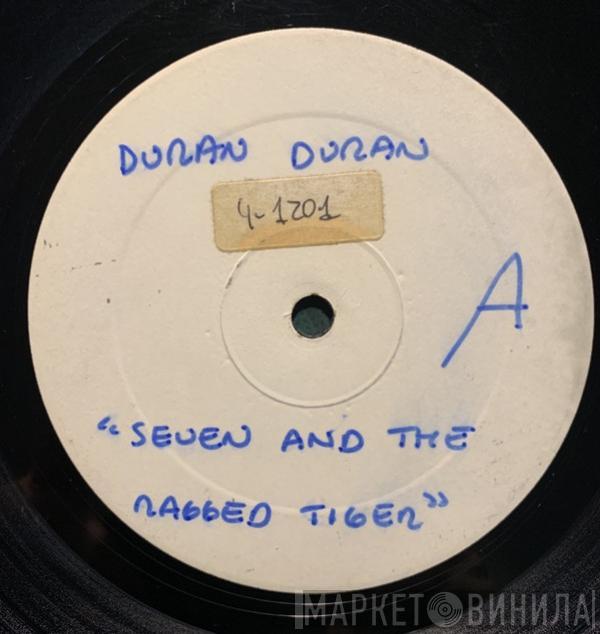 DURAN DURAN
4-1201
A
"SEVEN AND THE
RAGGED TIGER"
МАРКЕТ ВИНИЛА